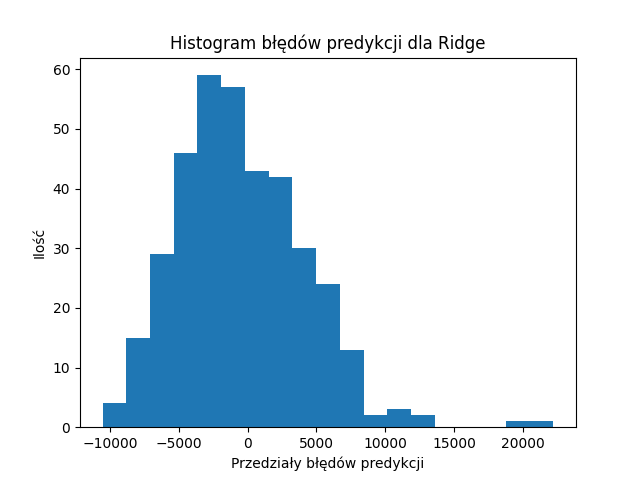 Histogram błędów predykcji dla Ridge
60
50
40
30
20
10
0
Ilość
−10000 −5000 0 5000 10000 15000 20000
Przedziały błędów predykcji